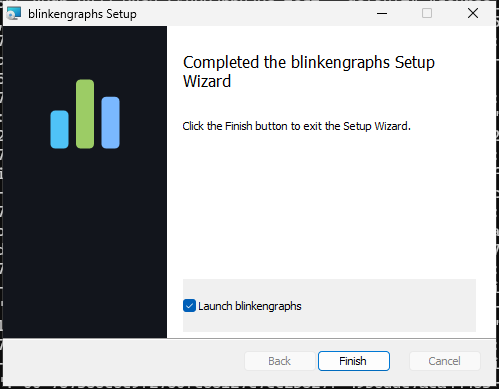 blinkengraphs Setup
Completed the blinkengraphs Setup
Wizard
Click the Finish button to exit the Setup Wizard.
Launch blinkengraphs
Back
Finish
Cancel